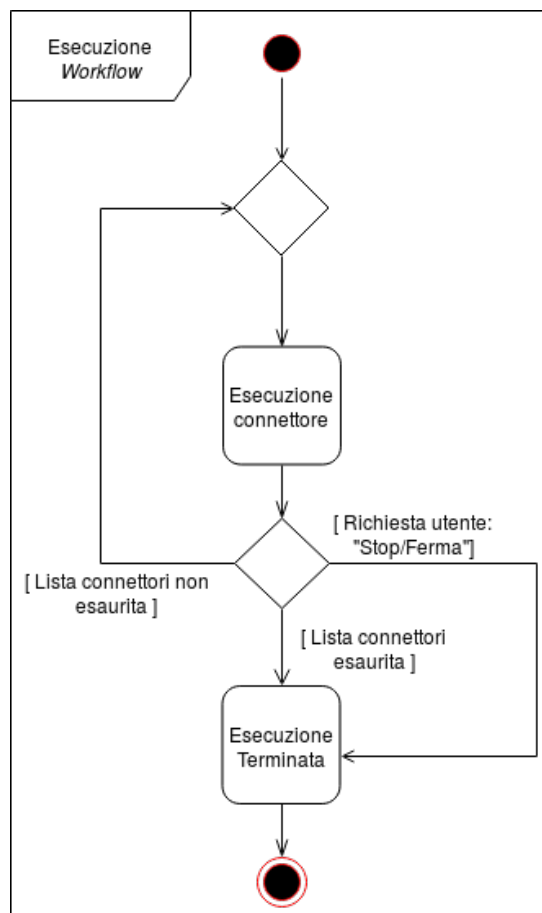 Esecuzione
Workflow
Esecuzione
connettore
[ Richiesta utente:
"Stop/Ferma"]
[ Lista connettori non
esaurita ]
[ Lista connettori
esaurita ]
Esecuzione
Terminata